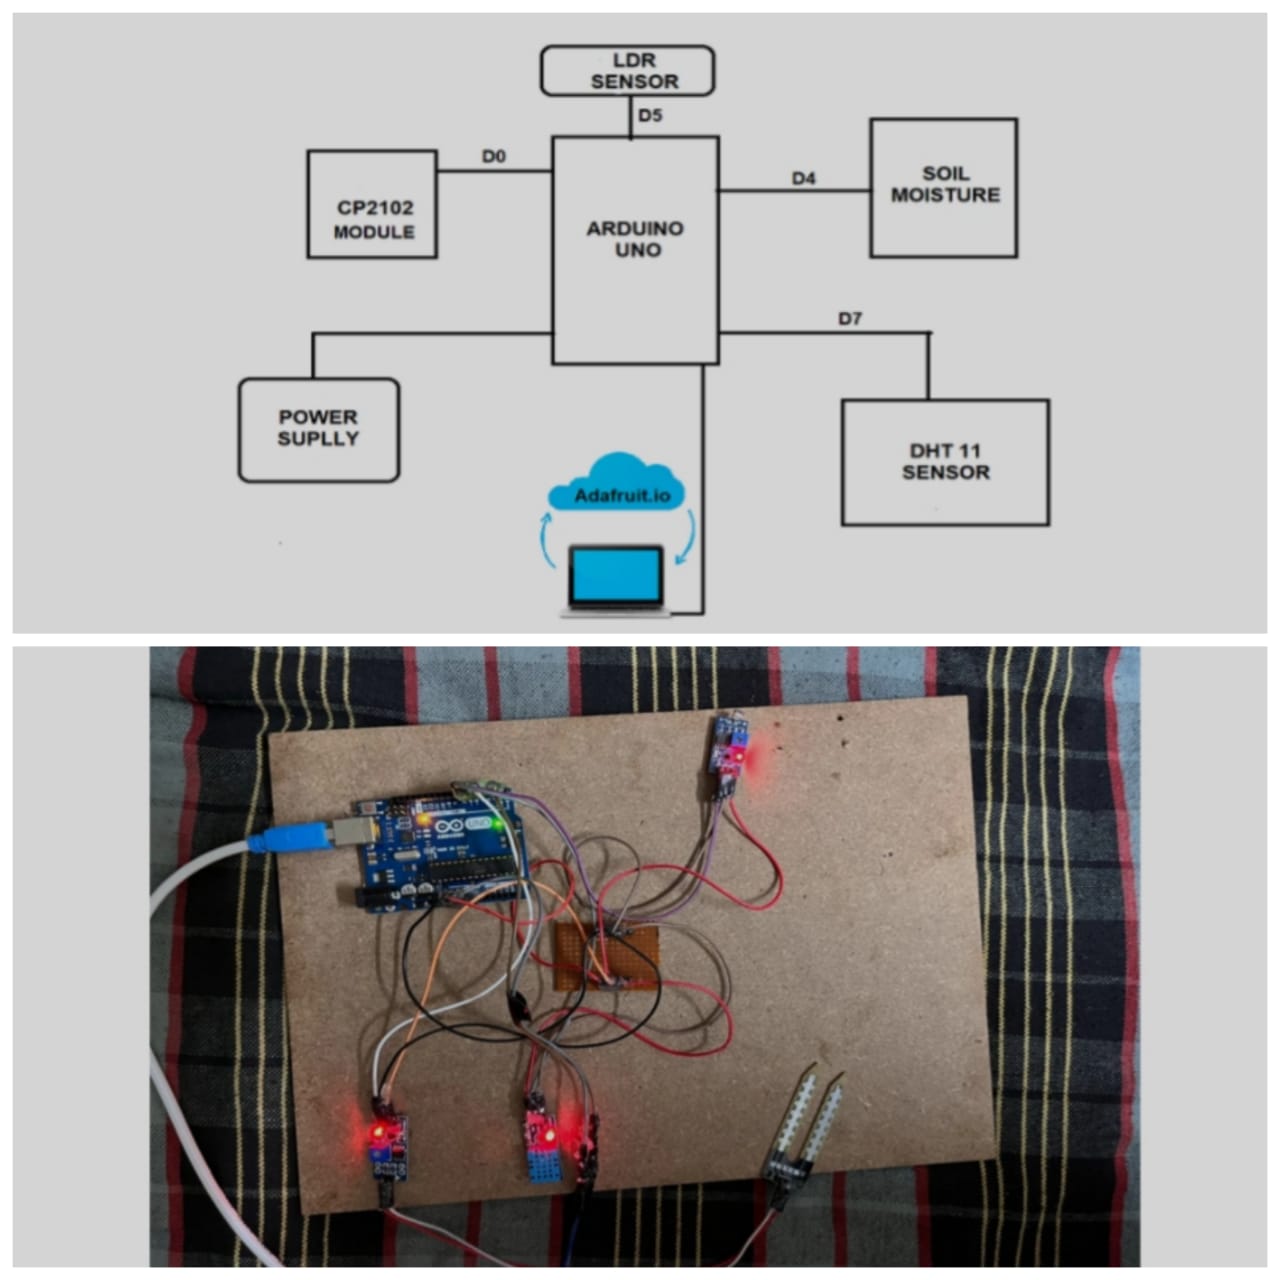 LDR
SENSOR
D5
D0
CP2102
MODULE
ARDUINO
UNO
D4
SOIL
MOISTURE
D7
POWER
SUPLLY
DHT 11
SENSOR
Adafruit.io
UNO
ARDUINO